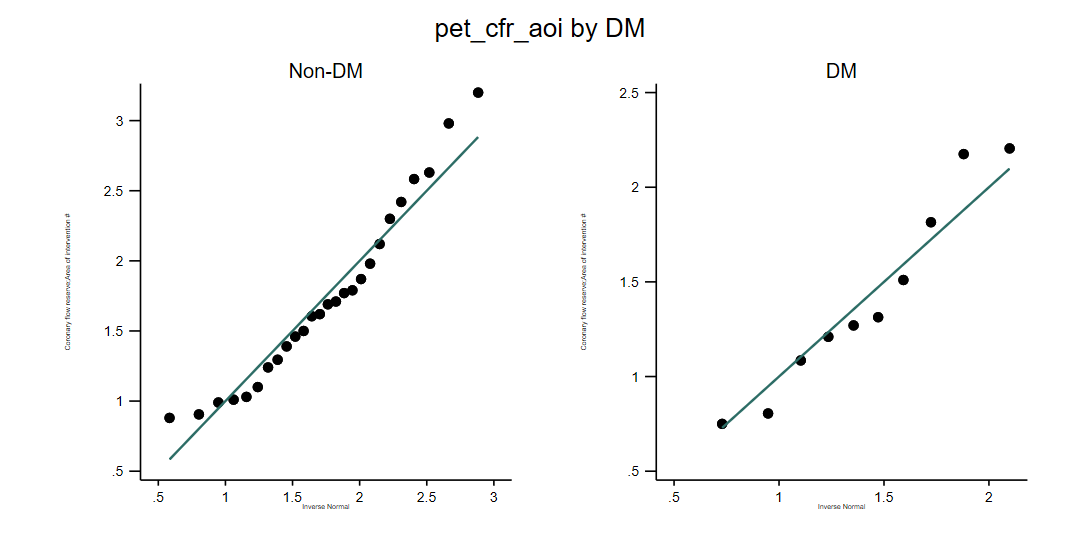 pet_cfr_aoi by DM
Non-DM
Coronary flow reserve:Area of intervention #
3
2.5
2
1.5
1
.5
.5 1 1.5 2 2.5 3
Inverse Normal
DM
Coronary flow reserve:Area of intervention #
2.5
2
1.5
1
.5
.5 1 1.5 2
Inverse Normal